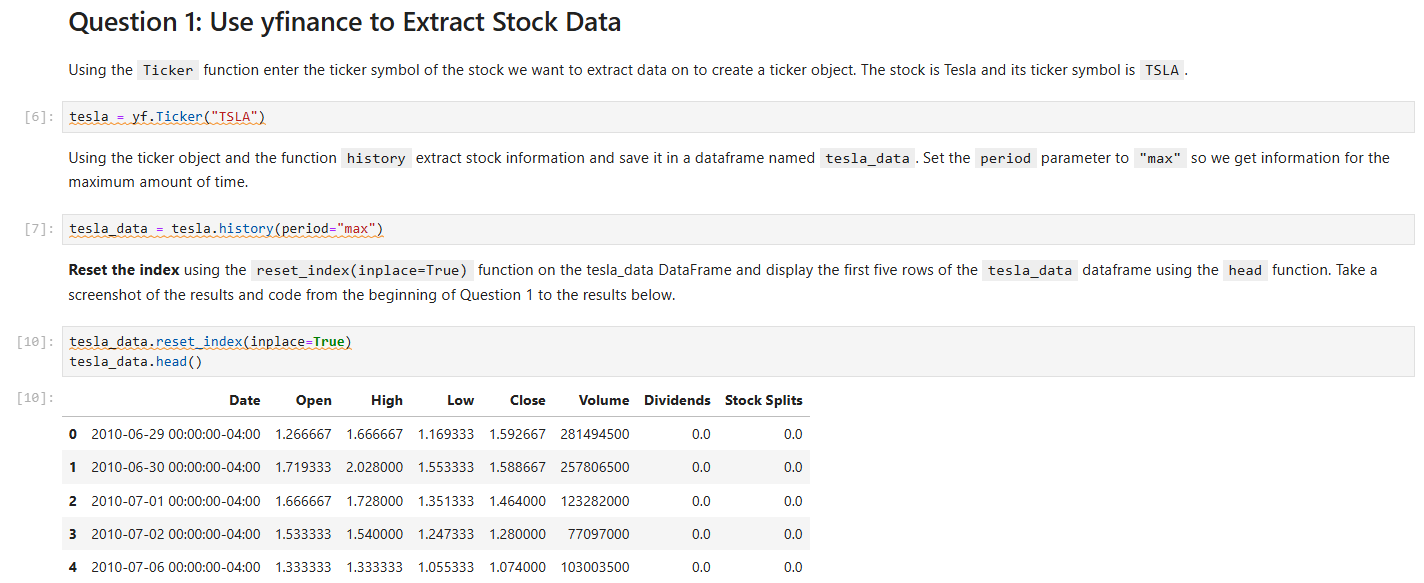 Question 1: Use yfinance to Extract Stock Data
Using the Ticker function enter the ticker symbol of the stock we want to extract data on to create a ticker object. The stock is Tesla and its ticker symbol is TSLA .
[6]: tesla = yf.Ticker("TSLA")
Using the ticker object and the function history extract stock information and save it in a dataframe named tesla_data . Set the period parameter to "max" so we get information for the
maximum amount of time.
[7]: tesla_data = tesla.history(period="max")
Reset the index using the reset_index(inplace=True) function on the tesla_data DataFrame and display the first five rows of the tesla_data dataframe using the head function. Take a
screenshot of the results and code from the beginning of Question 1 to the results below.
[10]: tesla_data.reset_index(inplace=True)
tesla_data.head()
[10]: Date Open High Low Close Volume Dividends Stock Splits
0 2010-06-29 00:00:00-04:00 1.266667 1.666667 1.169333 1.592667 281494500 0.0 0.0
1 2010-06-30 00:00:00-04:00 1.719333 2.028000 1.553333 1.588667 257806500 0.0 0.0
2 2010-07-01 00:00:00-04:00 1.666667 1.728000 1.351333 1.464000 123282000 0.0 0.0
3 2010-07-02 00:00:00-04:00 1.533333 1.540000 1.247333 1.280000 77097000 0.0 0.0
4 2010-07-06 00:00:00-04:00 1.333333 1.333333 1.055333 1.074000 103003500 0.0 0.0